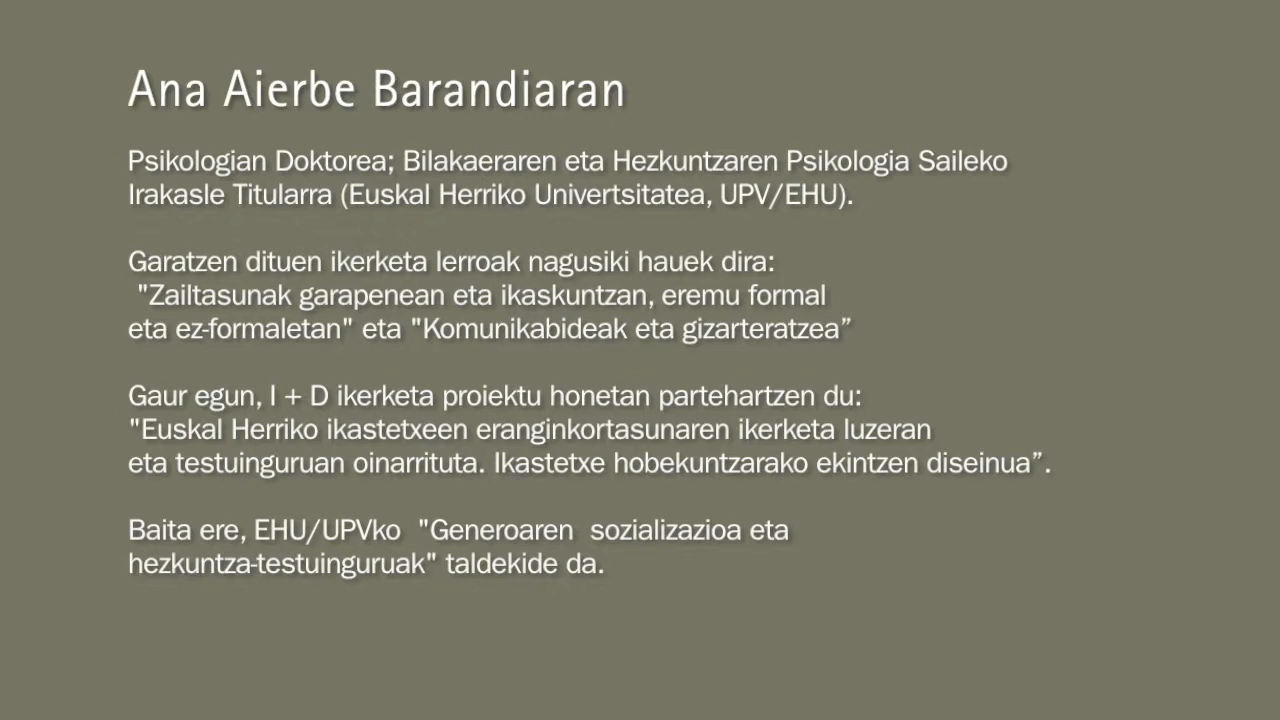 Ana Aierbe Barandiaran
Psikologian Doktorea; Bilakaeraren eta Hezkuntzaren Psikologia Saileko
Irakasle Titularra (Euskal Herriko Univertsitatea, UPV/EHU).
Garatzen dituen ikerketa lerroak nagusiki hauek dira:
"Zailtasunak garapenean eta ikaskuntzan, eremu formal
eta ez-formaletan" eta "Komunikabideak eta gizarteratzea”
Gaur egun, I + D ikerketa proiektu honetan partehartzen du:
"Euskal Herriko ikastetxeen eranginkortasunaren ikerketa luzeran
eta testuinguruan oinarrituta. Ikastetxe hobekuntzarako ekintzen diseinua”.
Baita ere, EHU/UPVko  "Generoaren  sozializazioa eta
hezkuntza-testuinguruak" taldekide da.